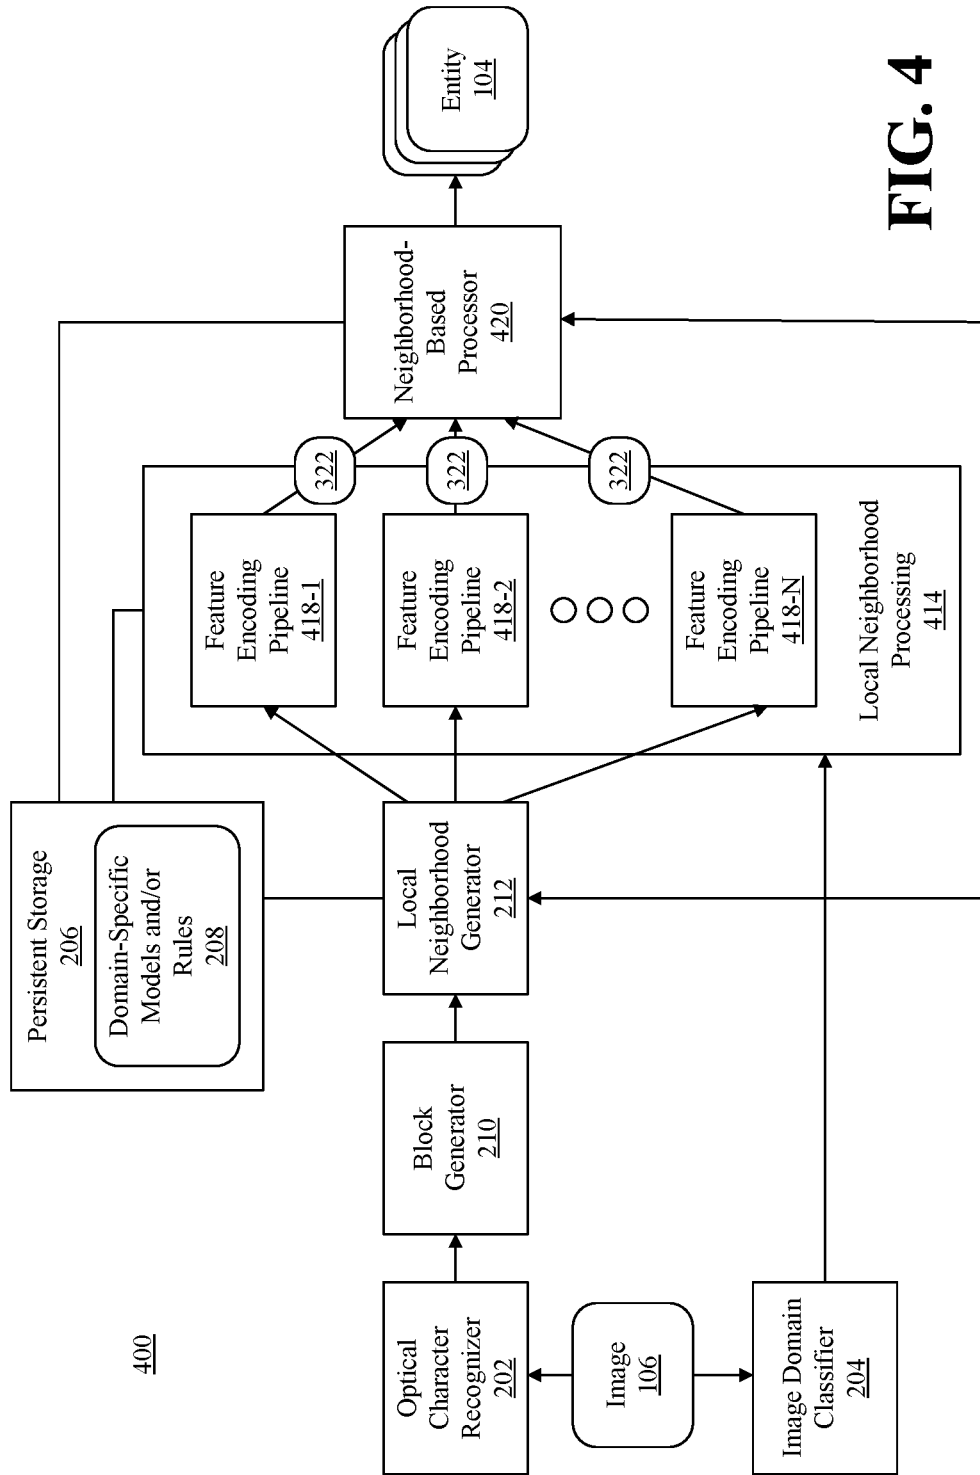 400
Persistent Storage
206
Domain-Specific
Models and/or
Rules
208
Optical
Character
Recognizer
202
Block
Generator
210
Local
Neighborhood
Generator
212
Feature
Encoding
Pipeline
418-1
Feature
Encoding
Pipeline
418-2
Feature
Encoding
Pipeline
418-N
Local Neighborhood
Processing
414
322
322
322
Neighborhood-
Based
Processor
420
Entity
104
Image
106
Image Domain
Classifier
204
FIG. 4